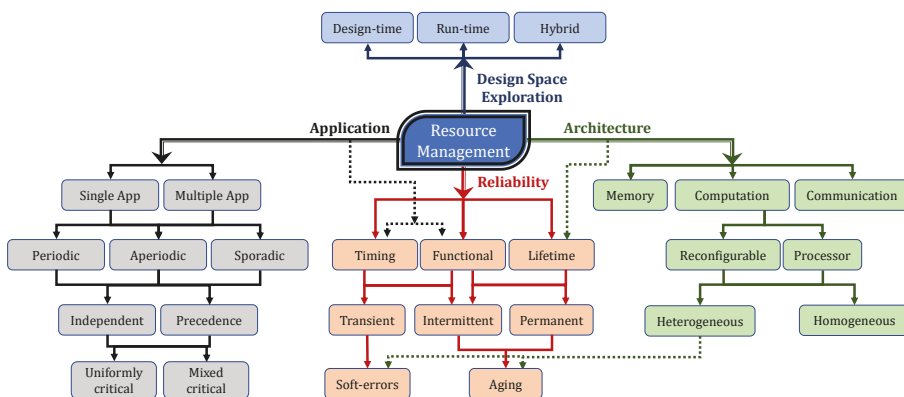 Design-time Run-time Hybrid
Design Space
Exploration
Application Resource
Management Architecture
Reliability
Single App Multiple App Memory Computation Communication
Periodic Aperiodic Sporadic Timing Functional Lifetime Reconfigurable Processor
Independent Precedence Transient Intermittent Permanent Heterogeneous Homogeneous
Uniformly
critical
Mixed
critical
Soft-errors Aging